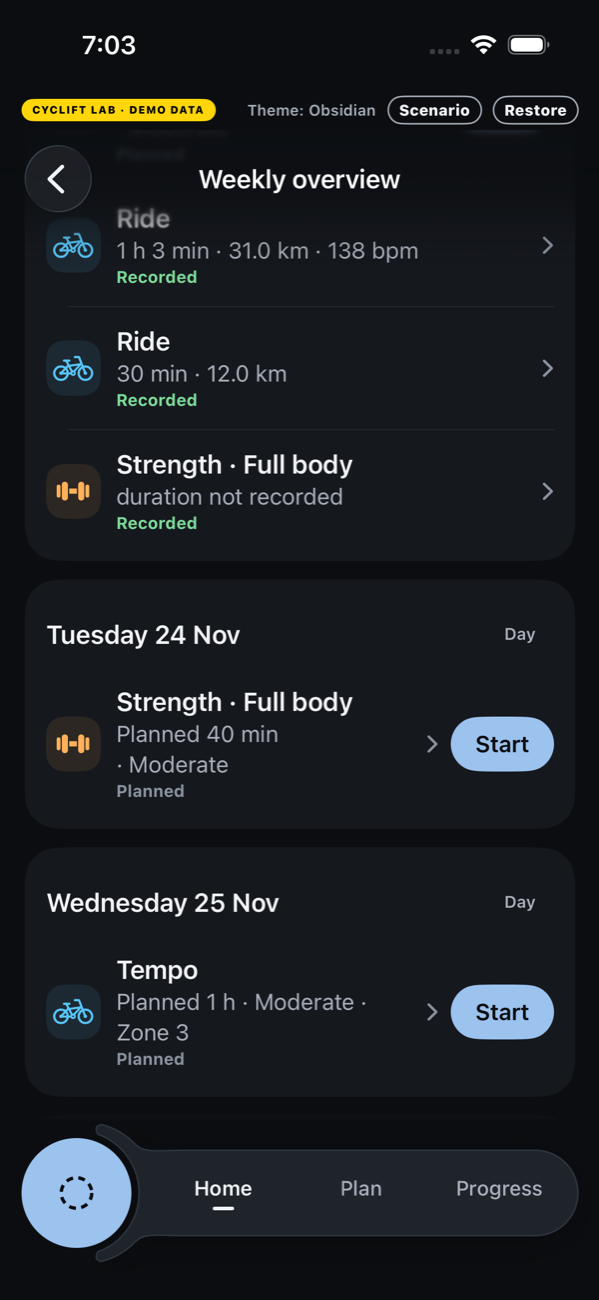 7:03
CYCLIFT LAB · DEMO DATA
Theme: Obsidian
Scenario
Restore
Planned
Weekly overview
Ride
1 h 3 min · 31.0 km · 138 bpm
Recorded
Ride
30 min · 12.0 km
Recorded
Strength · Full body
duration not recorded
Recorded
Tuesday 24 Nov
Day
Strength · Full body
Planned 40 min
· Moderate
Planned
Start
Wednesday 25 Nov
Day
Tempo
Planned 1 h · Moderate ·
Zone 3
Planned
Start
Home
Plan
Progress